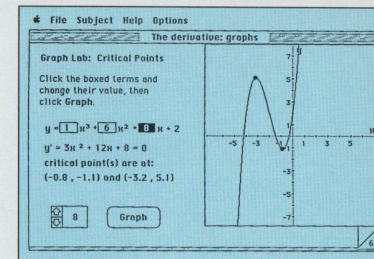 File Subject Help Options
The derivative: graphs
Graph Lab: Critical Points
Click the boxed terms and
change their value, then
click Graph.
y = 1 x³ + 6 x² + 8 x + 2
y' = 3x² + 12x + 8 = 0
critical point(s) are at:
(-0.8 , -1.1) and (-3.2 , 5.1)
8
Graph
y
7
5
3
1
x
-5 -3 -1 1 3 5
-3
-5
-7
6